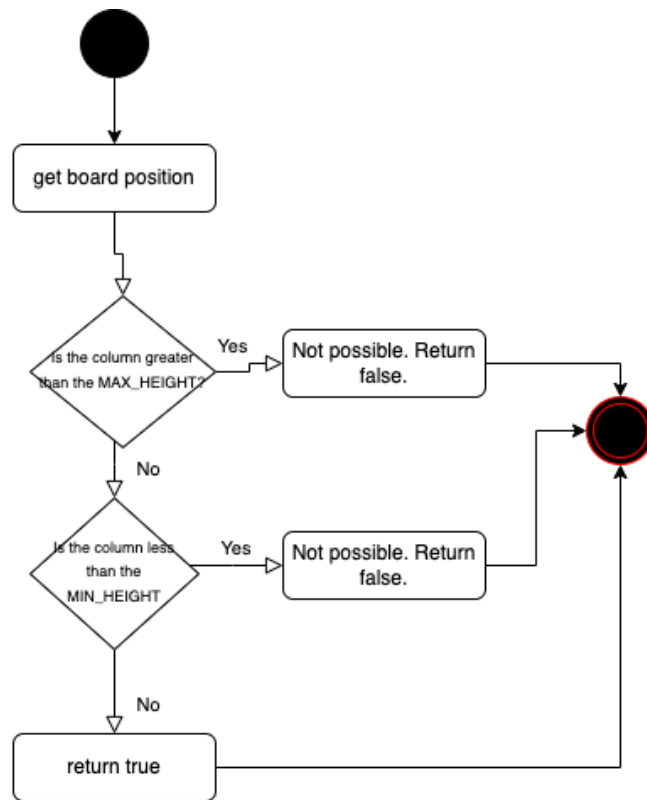 get board position
Is the column greater
than the MAX_HEIGHT?
Yes
Not possible. Return
false.
No
Is the column less
than the
MIN_HEIGHT
Yes
Not possible. Return
false.
No
return true